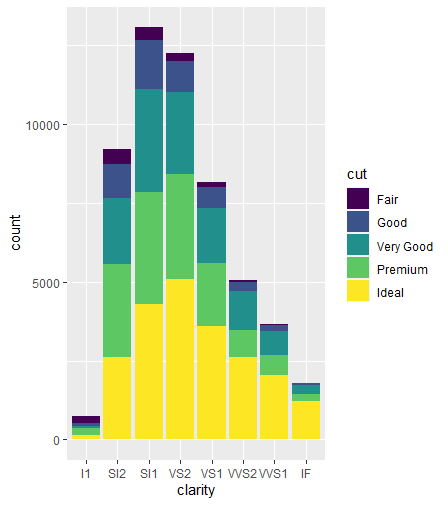 10000
5000
0
count
I1 SI2 SI1 VS2 VS1 VVS2 VVS1 IF
clarity
cut
Fair
Good
Very Good
Premium
Ideal